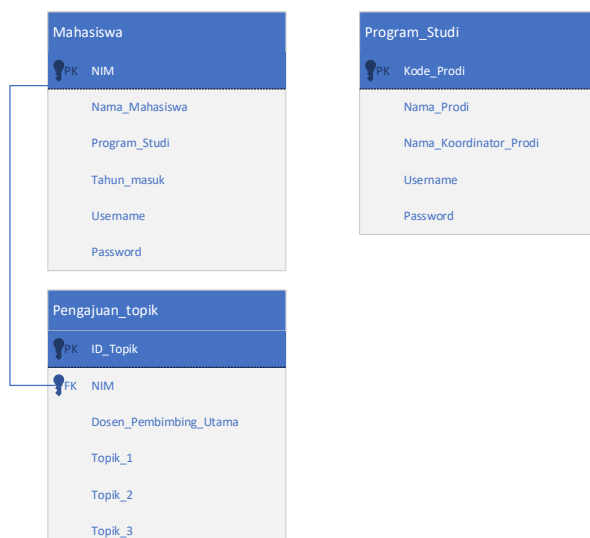 Mahasiswa
PK NIM
Nama_Mahasiswa
Program_Studi
Tahun_masuk
Username
Password
Program_Studi
PK Kode_Prodi
Nama_Prodi
Nama_Koordinator_Prodi
Username
Password
Pengajuan_topik
PK ID_Topik
FK NIM
Dosen_Pembimbing_Utama
Topik_1
Topik_2
Topik_3